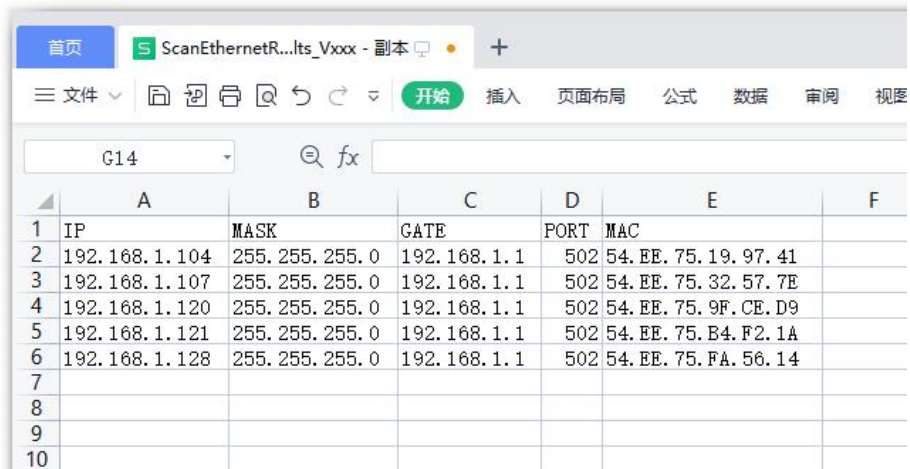 首页 S ScanEthernetR...lts_Vxxx - 副本 +
文件 开始 插入 页面布局 公式 数据 审阅 视图
G14 fx
A B C D E F
1 IP MASK GATE PORT MAC
2 192.168.1.104 255.255.255.0 192.168.1.1 502 54.EE.75.19.97.41
3 192.168.1.107 255.255.255.0 192.168.1.1 502 54.EE.75.32.57.7E
4 192.168.1.120 255.255.255.0 192.168.1.1 502 54.EE.75.9F.CE.D9
5 192.168.1.121 255.255.255.0 192.168.1.1 502 54.EE.75.B4.F2.1A
6 192.168.1.128 255.255.255.0 192.168.1.1 502 54.EE.75.FA.56.14
7
8
9
10